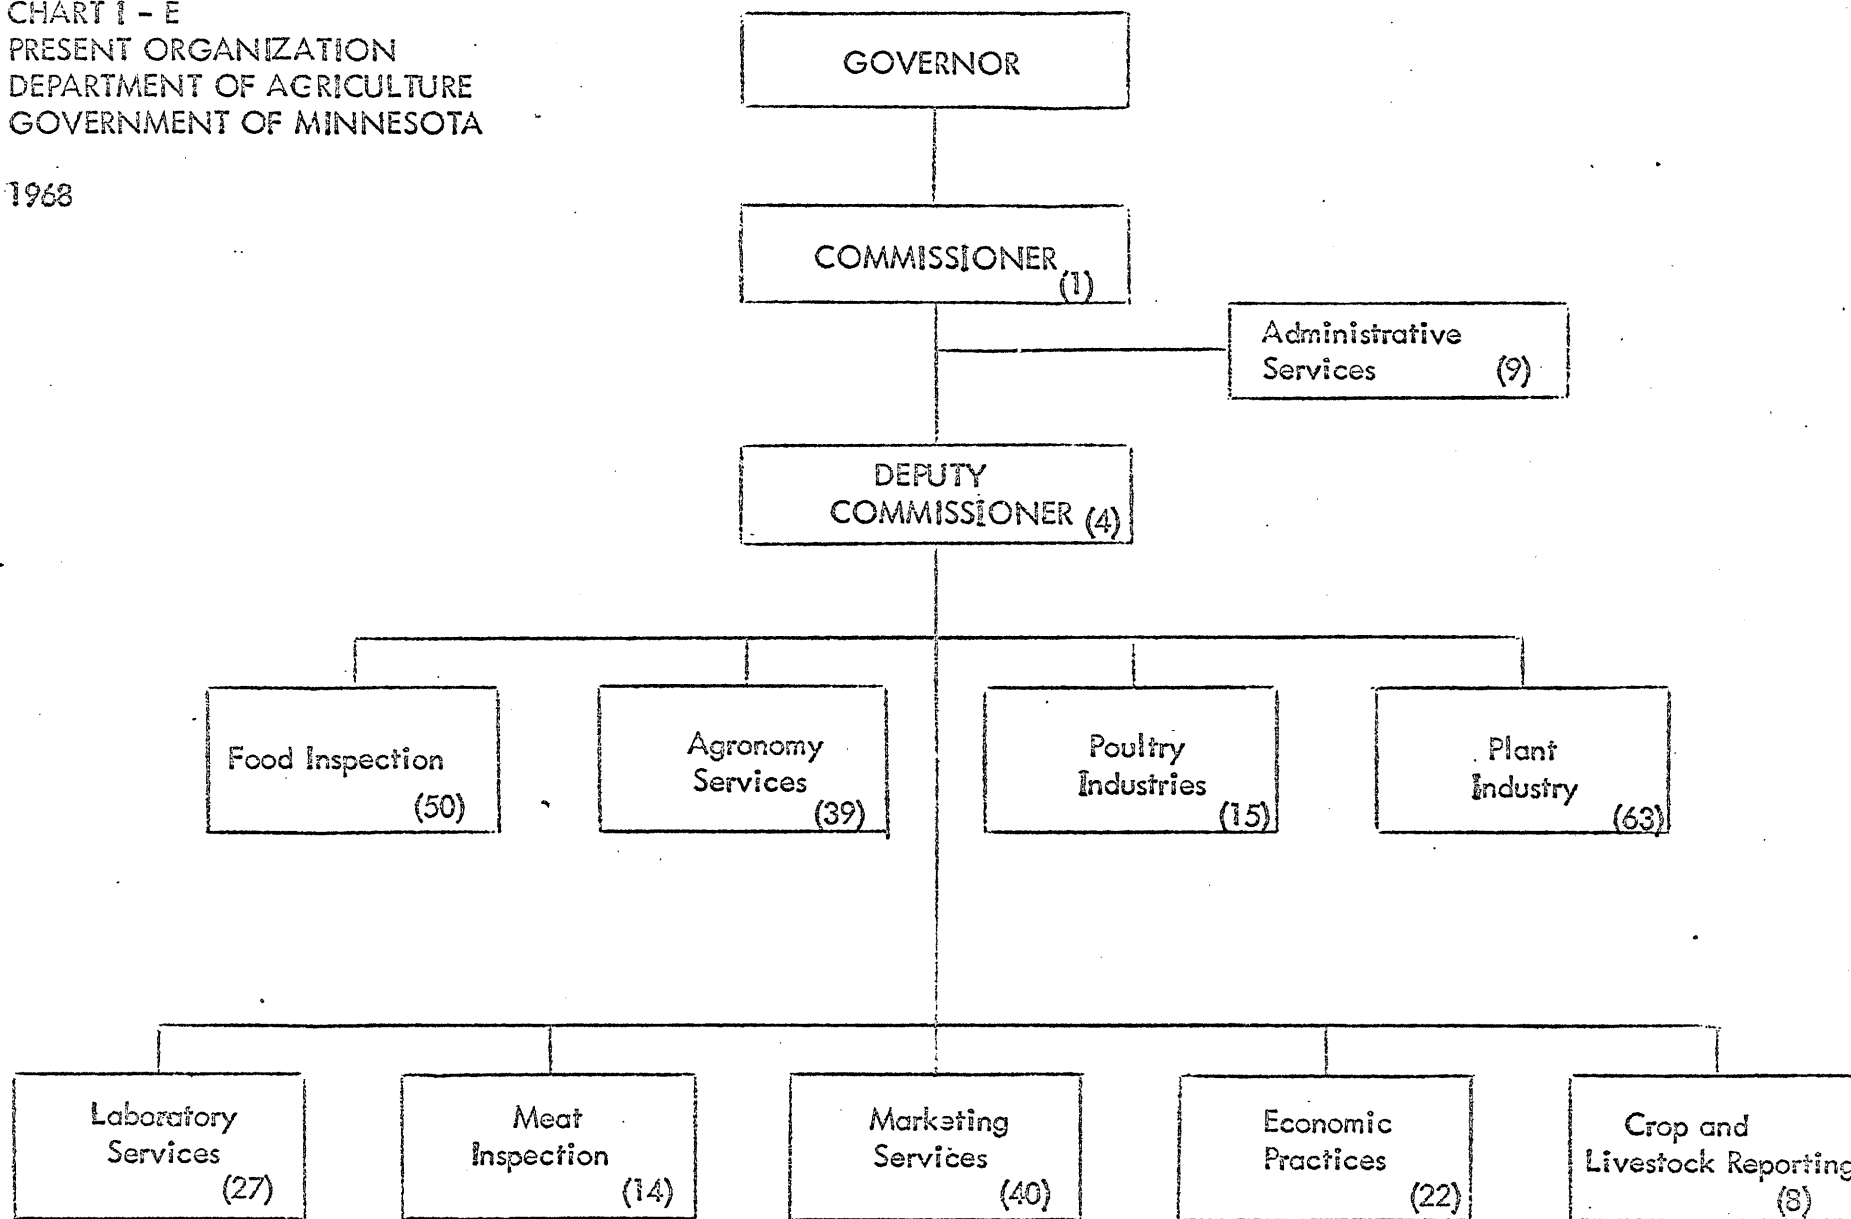 CHART I - E
PRESENT ORGANIZATION
DEPARTMENT OF AGRICULTURE
GOVERNMENT OF MINNESOTA
1968
GOVERNOR
COMMISSIONER
(1)
Administrative
Services (9)
DEPUTY
COMMISSIONER (4)
Food Inspection
(50)
Agronomy
Services
(39)
Poultry
Industries
(15)
Plant
Industry
(63)
Laboratory
Services
(27)
Meat
Inspection
(14)
Marketing
Services
(40)
Economic
Practices
(22)
Crop and
Livestock Reporting
(8)